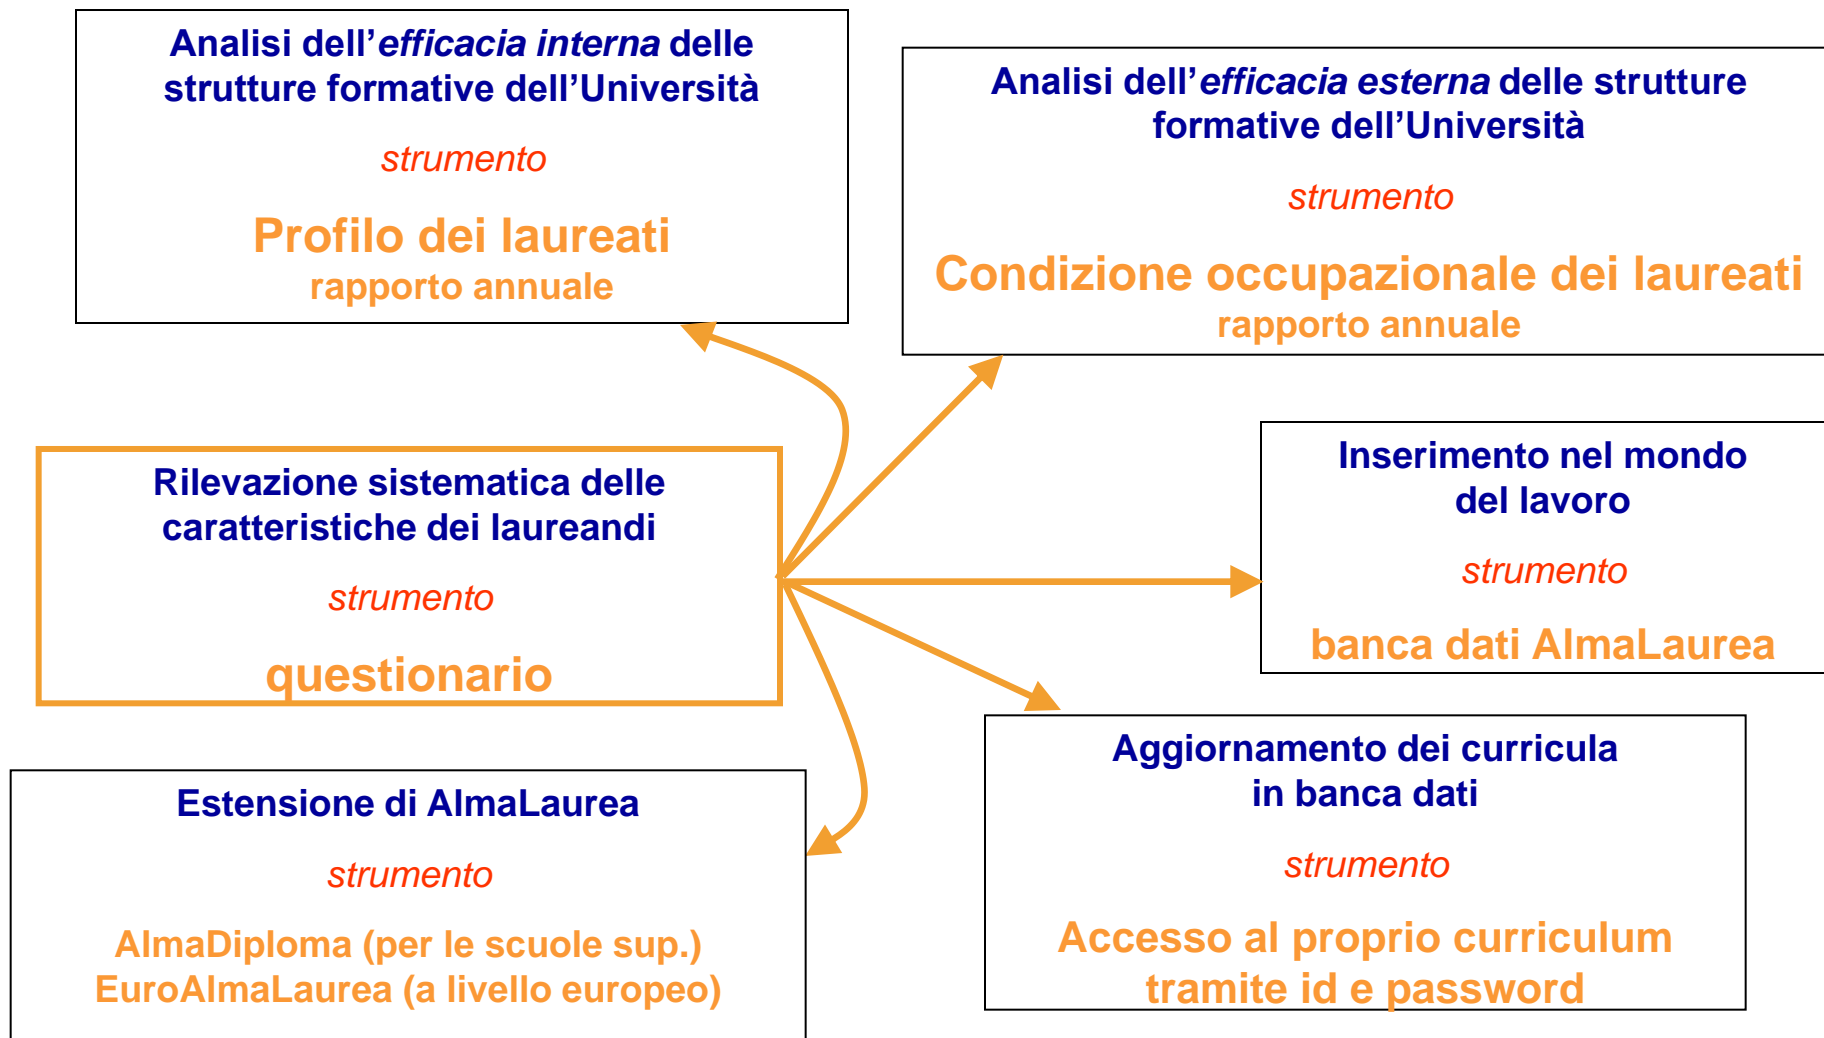 Analisi dell’efficacia interna delle
strutture formative dell’Università
strumento
Profilo dei laureati
rapporto annuale
Analisi dell’efficacia esterna delle strutture
formative dell’Università
strumento
Condizione occupazionale dei laureati
rapporto annuale
Rilevazione sistematica delle
caratteristiche dei laureandi
strumento
questionario
Inserimento nel mondo
del lavoro
strumento
banca dati AlmaLaurea
Estensione di AlmaLaurea
strumento
AlmaDiploma (per le scuole sup.)
EuroAlmaLaurea (a livello europeo)
Aggiornamento dei curricula
in banca dati
strumento
Accesso al proprio curriculum
tramite id e password